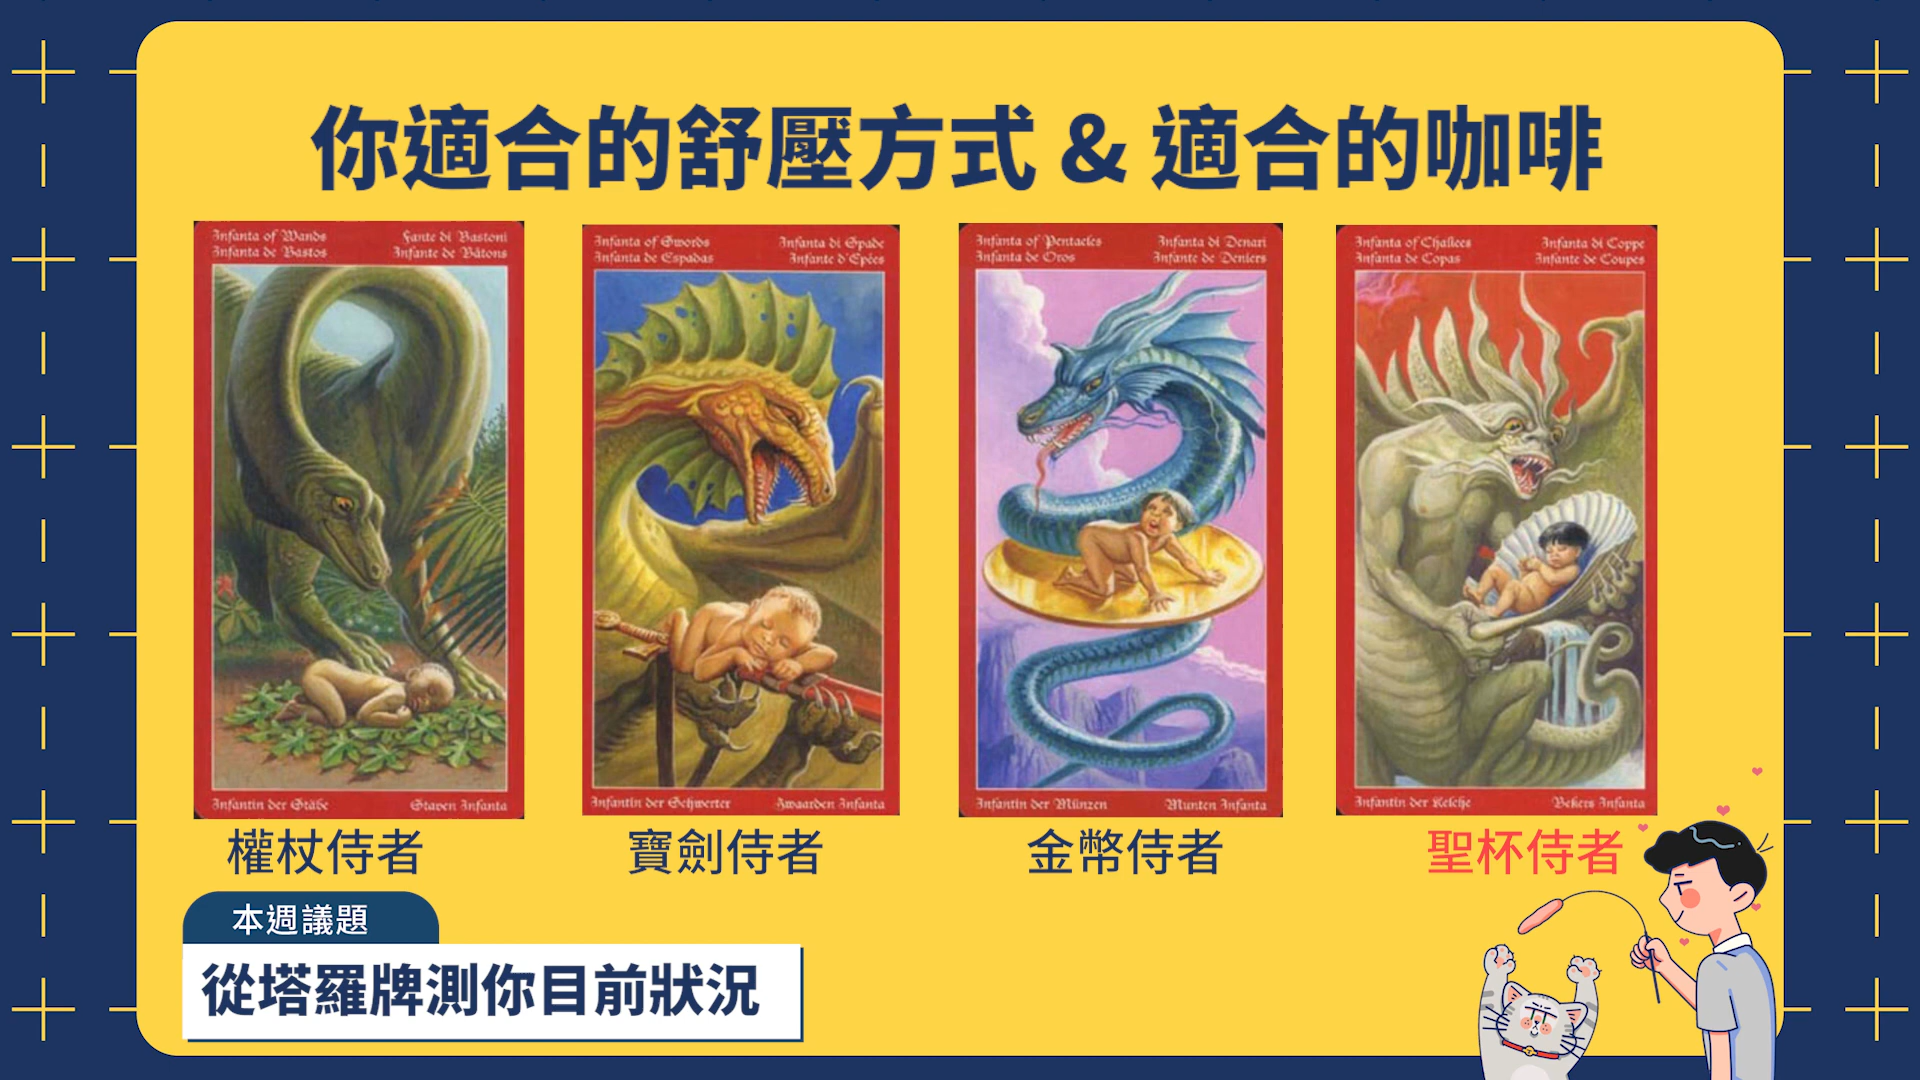 你適合的舒壓方式 & 適合的咖啡
Infanta of Wands
Infanta de Bastos
Fante di Bastoni
Infante de Bâtons
Infantin der Stäbe
Staven Infanta
Infanta of Swords
Infanta de Espadas
Infanta di Spade
Infante d'Epées
Infantin der Schwerter
Zwaarden Infanta
Infanta of Pentacles
Infanta de Oros
Infanta di Denari
Infante de Deniers
Infantin der Münzen
Munten Infanta
Infanta of Chalices
Infanta de Copas
Infanta di Coppe
Infante de Coupes
Infantin der Kelche
Bekers Infanta
權杖侍者
寶劍侍者
金幣侍者
聖杯侍者
本週議題
從塔羅牌測你目前狀況